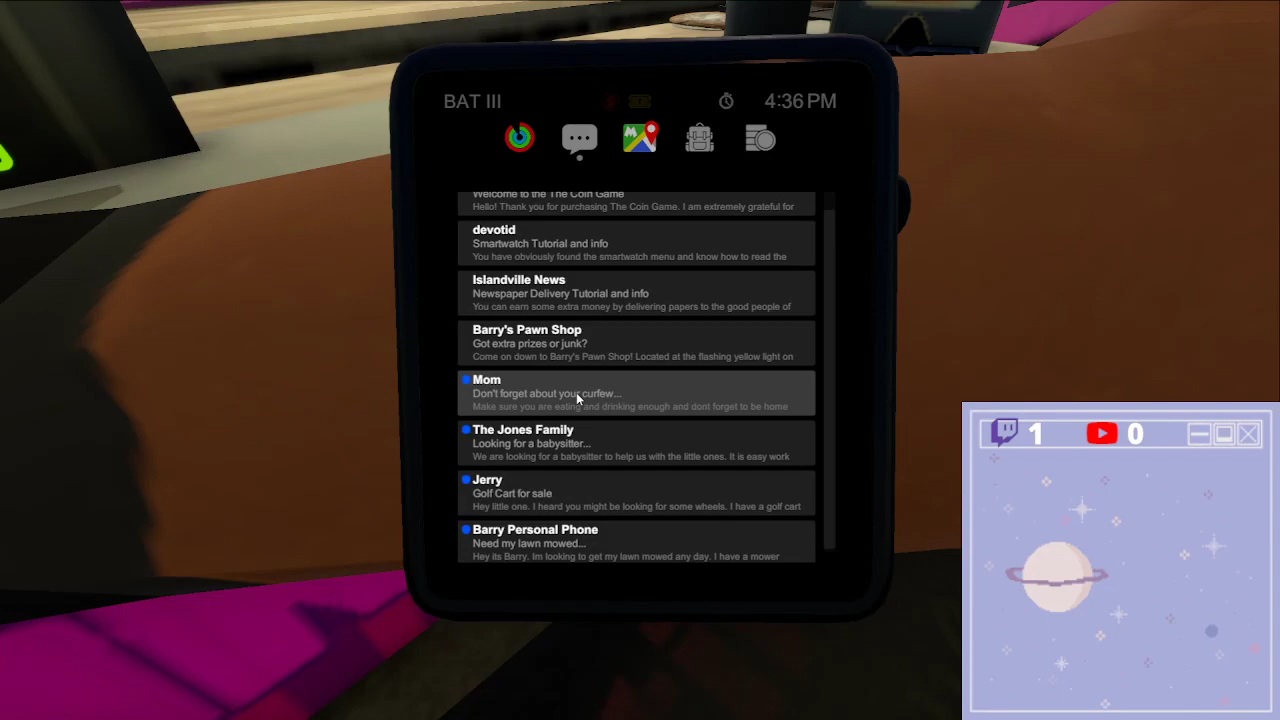 BAT III
4:36 PM
Welcome to the The Coin Game
Hello! Thank you for purchasing The Coin Game. I am extremely grateful for
devotid
Smartwatch Tutorial and info
You have obviously found the smartwatch menu and know how to read the
Islandville News
Newspaper Delivery Tutorial and info
You can earn some extra money by delivering papers to the good people of
Barry's Pawn Shop
Got extra prizes or junk?
Come on down to Barry's Pawn Shop! Located at the flashing yellow light on
Mom
Don't forget about your curfew...
Make sure you are eating and drinking enough and dont forget to be home
The Jones Family
Looking for a babysitter...
We are looking for a babysitter to help us with the little ones. It is easy work
Jerry
Golf Cart for sale
Hey little one. I heard you might be looking for some wheels. I have a golf cart
Barry Personal Phone
Need my lawn mowed...
Hey its Barry. Im looking to get my lawn mowed any day. I have a mower
1 0